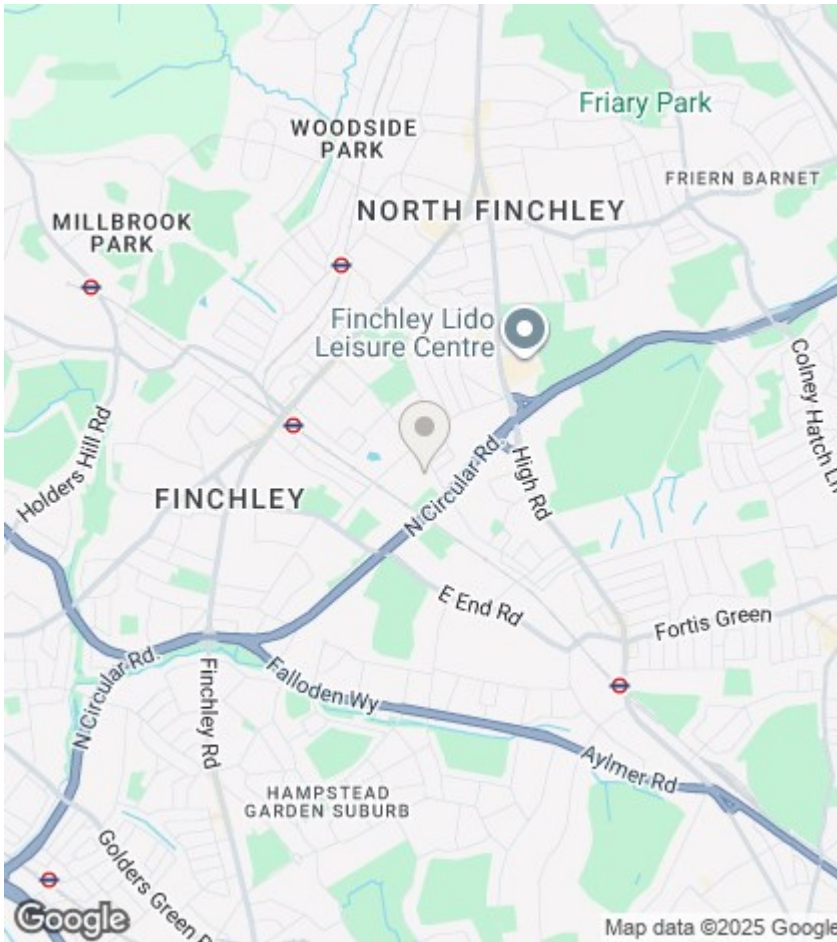 Friary Park
WOODSIDE
PARK
FRIERN BARNET
NORTH FINCHLEY
MILLBROOK
PARK
Finchley Lido
Leisure Centre
Colney Hatch Ln
Holders Hill Rd
N Circular Rd.
High Rd
FINCHLEY
E End Rd
Fortis Green
N Circular Rd.
Finchley Rd
Falloden Wy
Aylmer Rd
HAMPSTEAD
GARDEN SUBURB
Golders Green
Google
Map data ©2025 Google